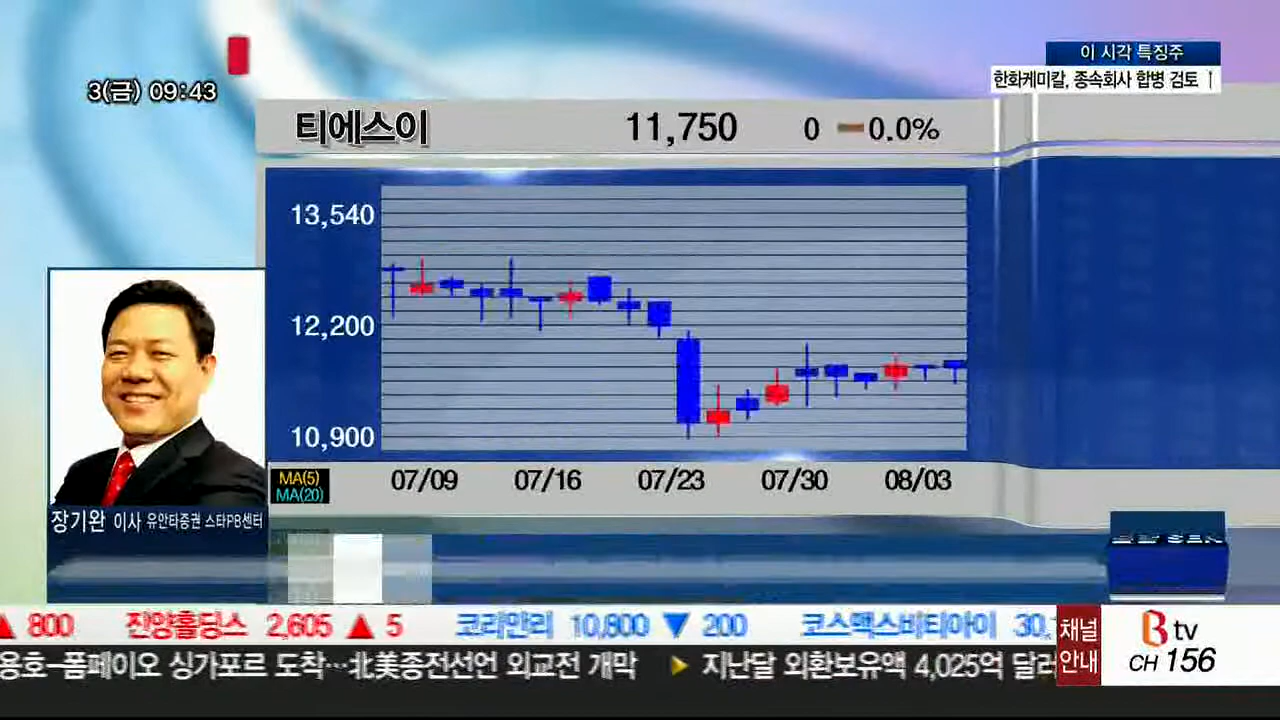 이 시각 특징주
한화케미칼, 종속회사 합병 검토 ↑
3(금) 09:43
티에스이 11,750 0 0.0%
13,540
12,200
10,900
MA(5)
MA(20)
07/09 07/16 07/23 07/30 08/03
장기완 이사 유안타증권 스타PB센터
▲ 800 진양홀딩스 2,605 ▲ 5 코리안리 10,800 ▼ 200 코스맥스비티아이 30,
용호-폼페이오 싱가포르 도착…北美종전선언 외교전 개막 ▶ 지난달 외환보유액 4,025억 달러
채널
안내
B tv
CH 156